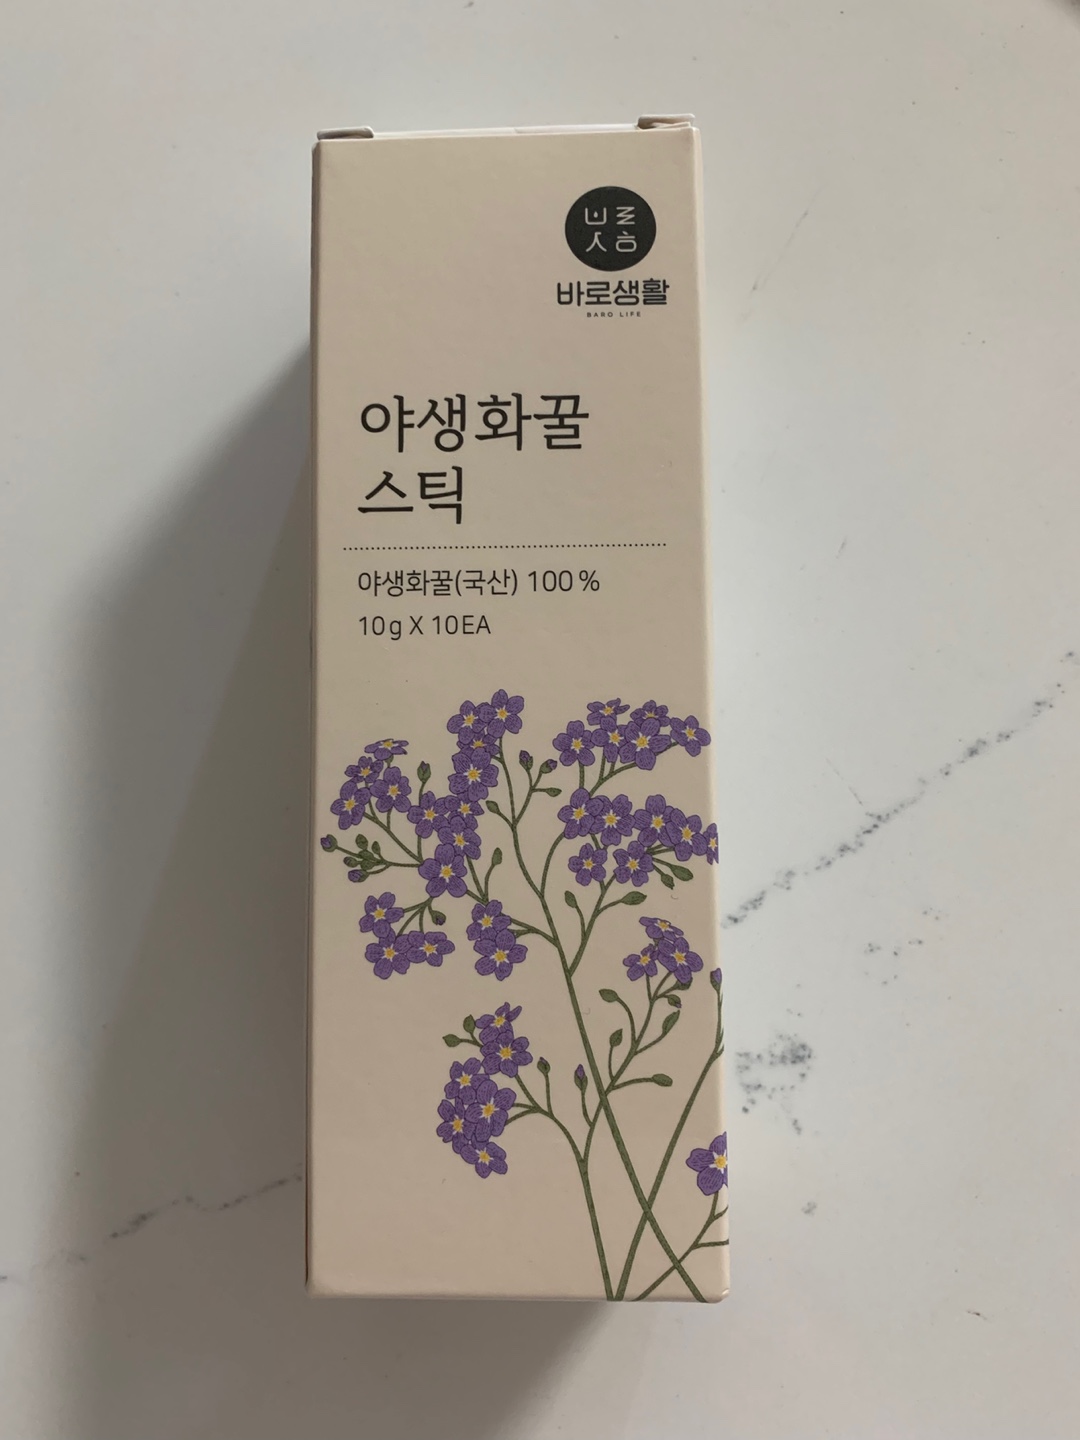 바로생활
BARO LIFE
야생화꿀
스틱
야생화꿀(국산) 100%
10g X 10EA